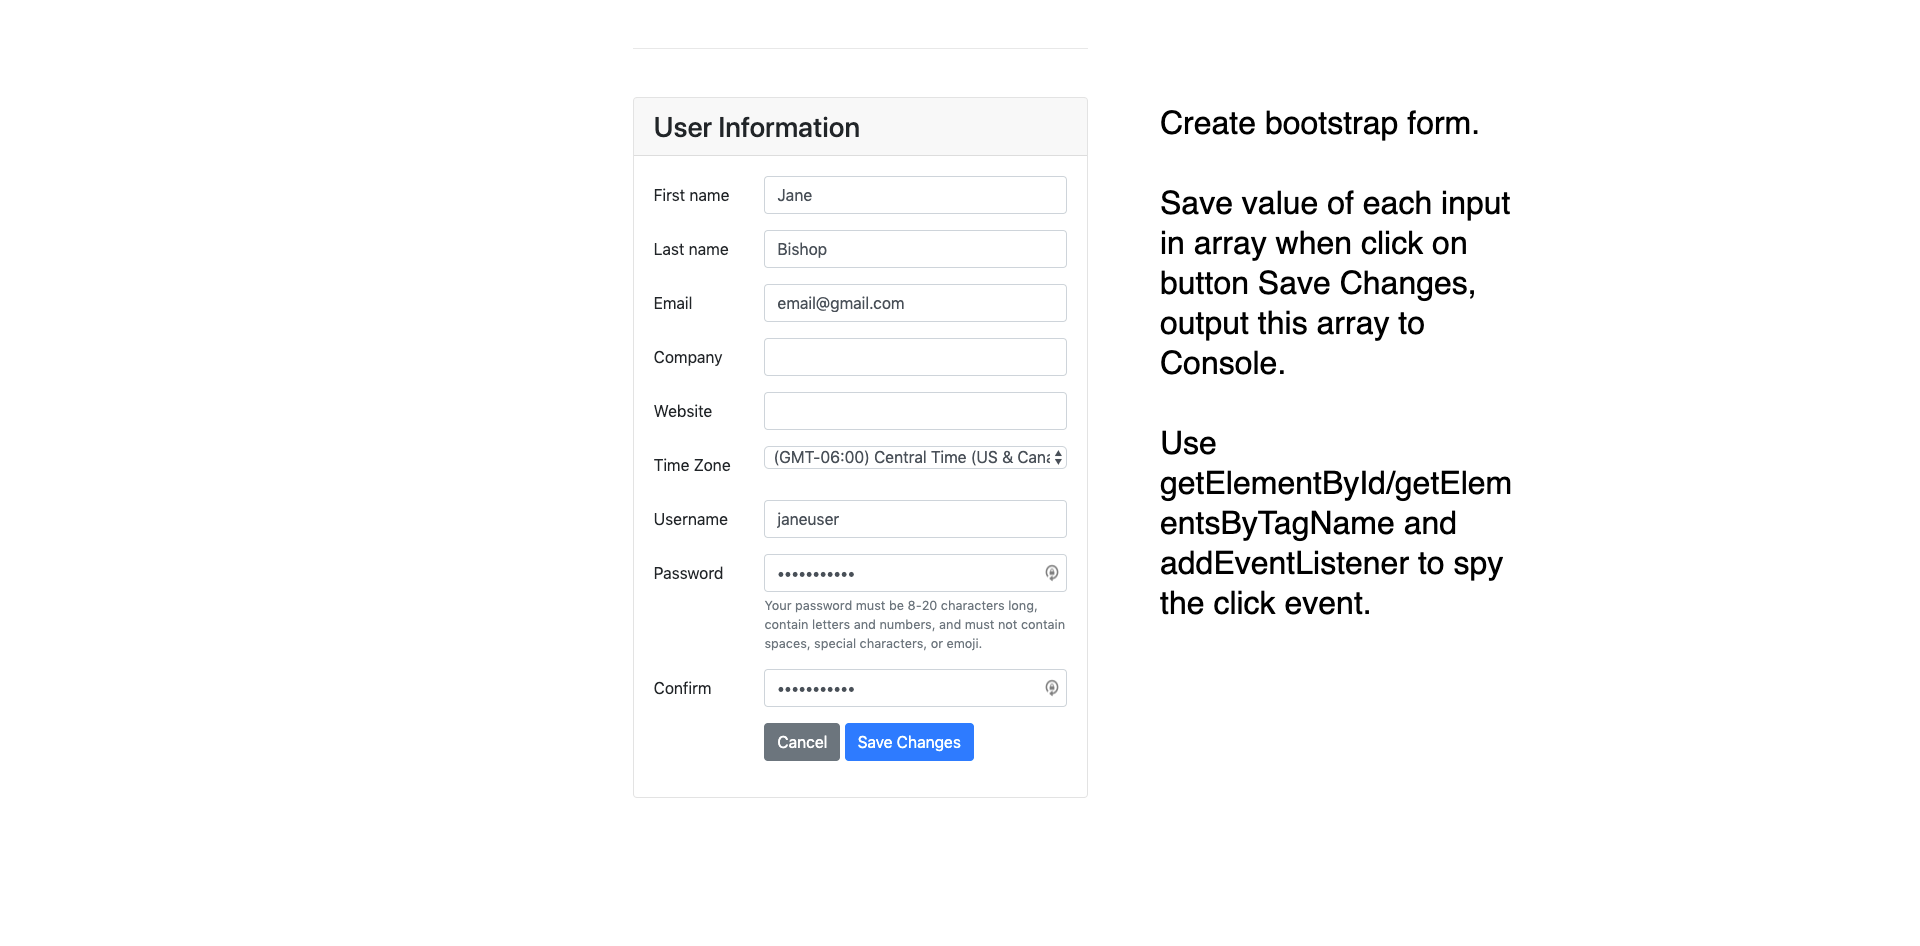 User Information
First name
Jane
Last name
Bishop
Email
email@gmail.com
Company
Website
Time Zone
(GMT-06:00) Central Time (US & Cana
Username
janeuser
Password
•••••••••••
Your password must be 8-20 characters long,
contain letters and numbers, and must not contain
spaces, special characters, or emoji.
Confirm
•••••••••••
Cancel
Save Changes
Create bootstrap form.
Save value of each input
in array when click on
button Save Changes,
output this array to
Console.
Use
getElementById/getElem
entsByTagName and
addEventListener to spy
the click event.